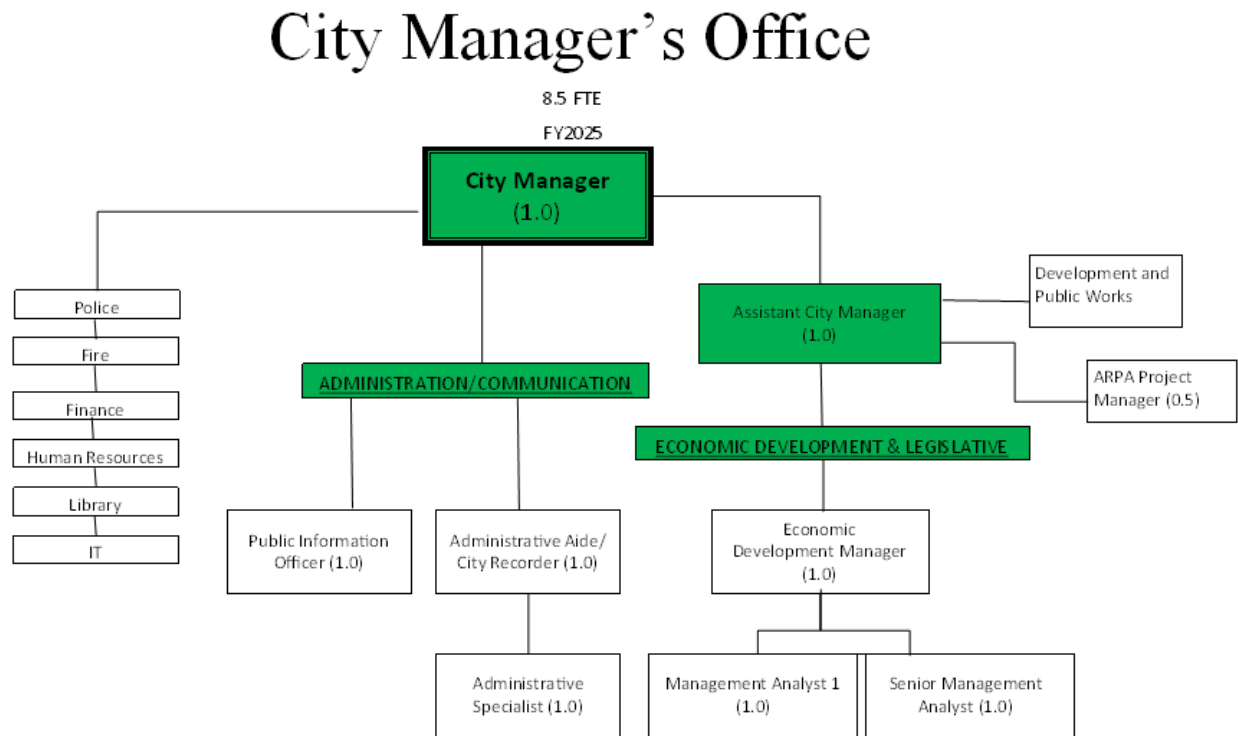 City Manager’s Office
8.5 FTE
FY2025
City Manager
(1.0)
Police
Fire
Finance
Human Resources
Library
IT
ADMINISTRATION/COMMUNICATION
Public Information
Officer (1.0)
Administrative Aide/
City Recorder (1.0)
Administrative
Specialist (1.0)
Assistant City Manager
(1.0)
Development and
Public Works
ARPA Project
Manager (0.5)
ECONOMIC DEVELOPMENT & LEGISLATIVE
Economic
Development Manager
(1.0)
Management Analyst 1
(1.0)
Senior Management
Analyst (1.0)